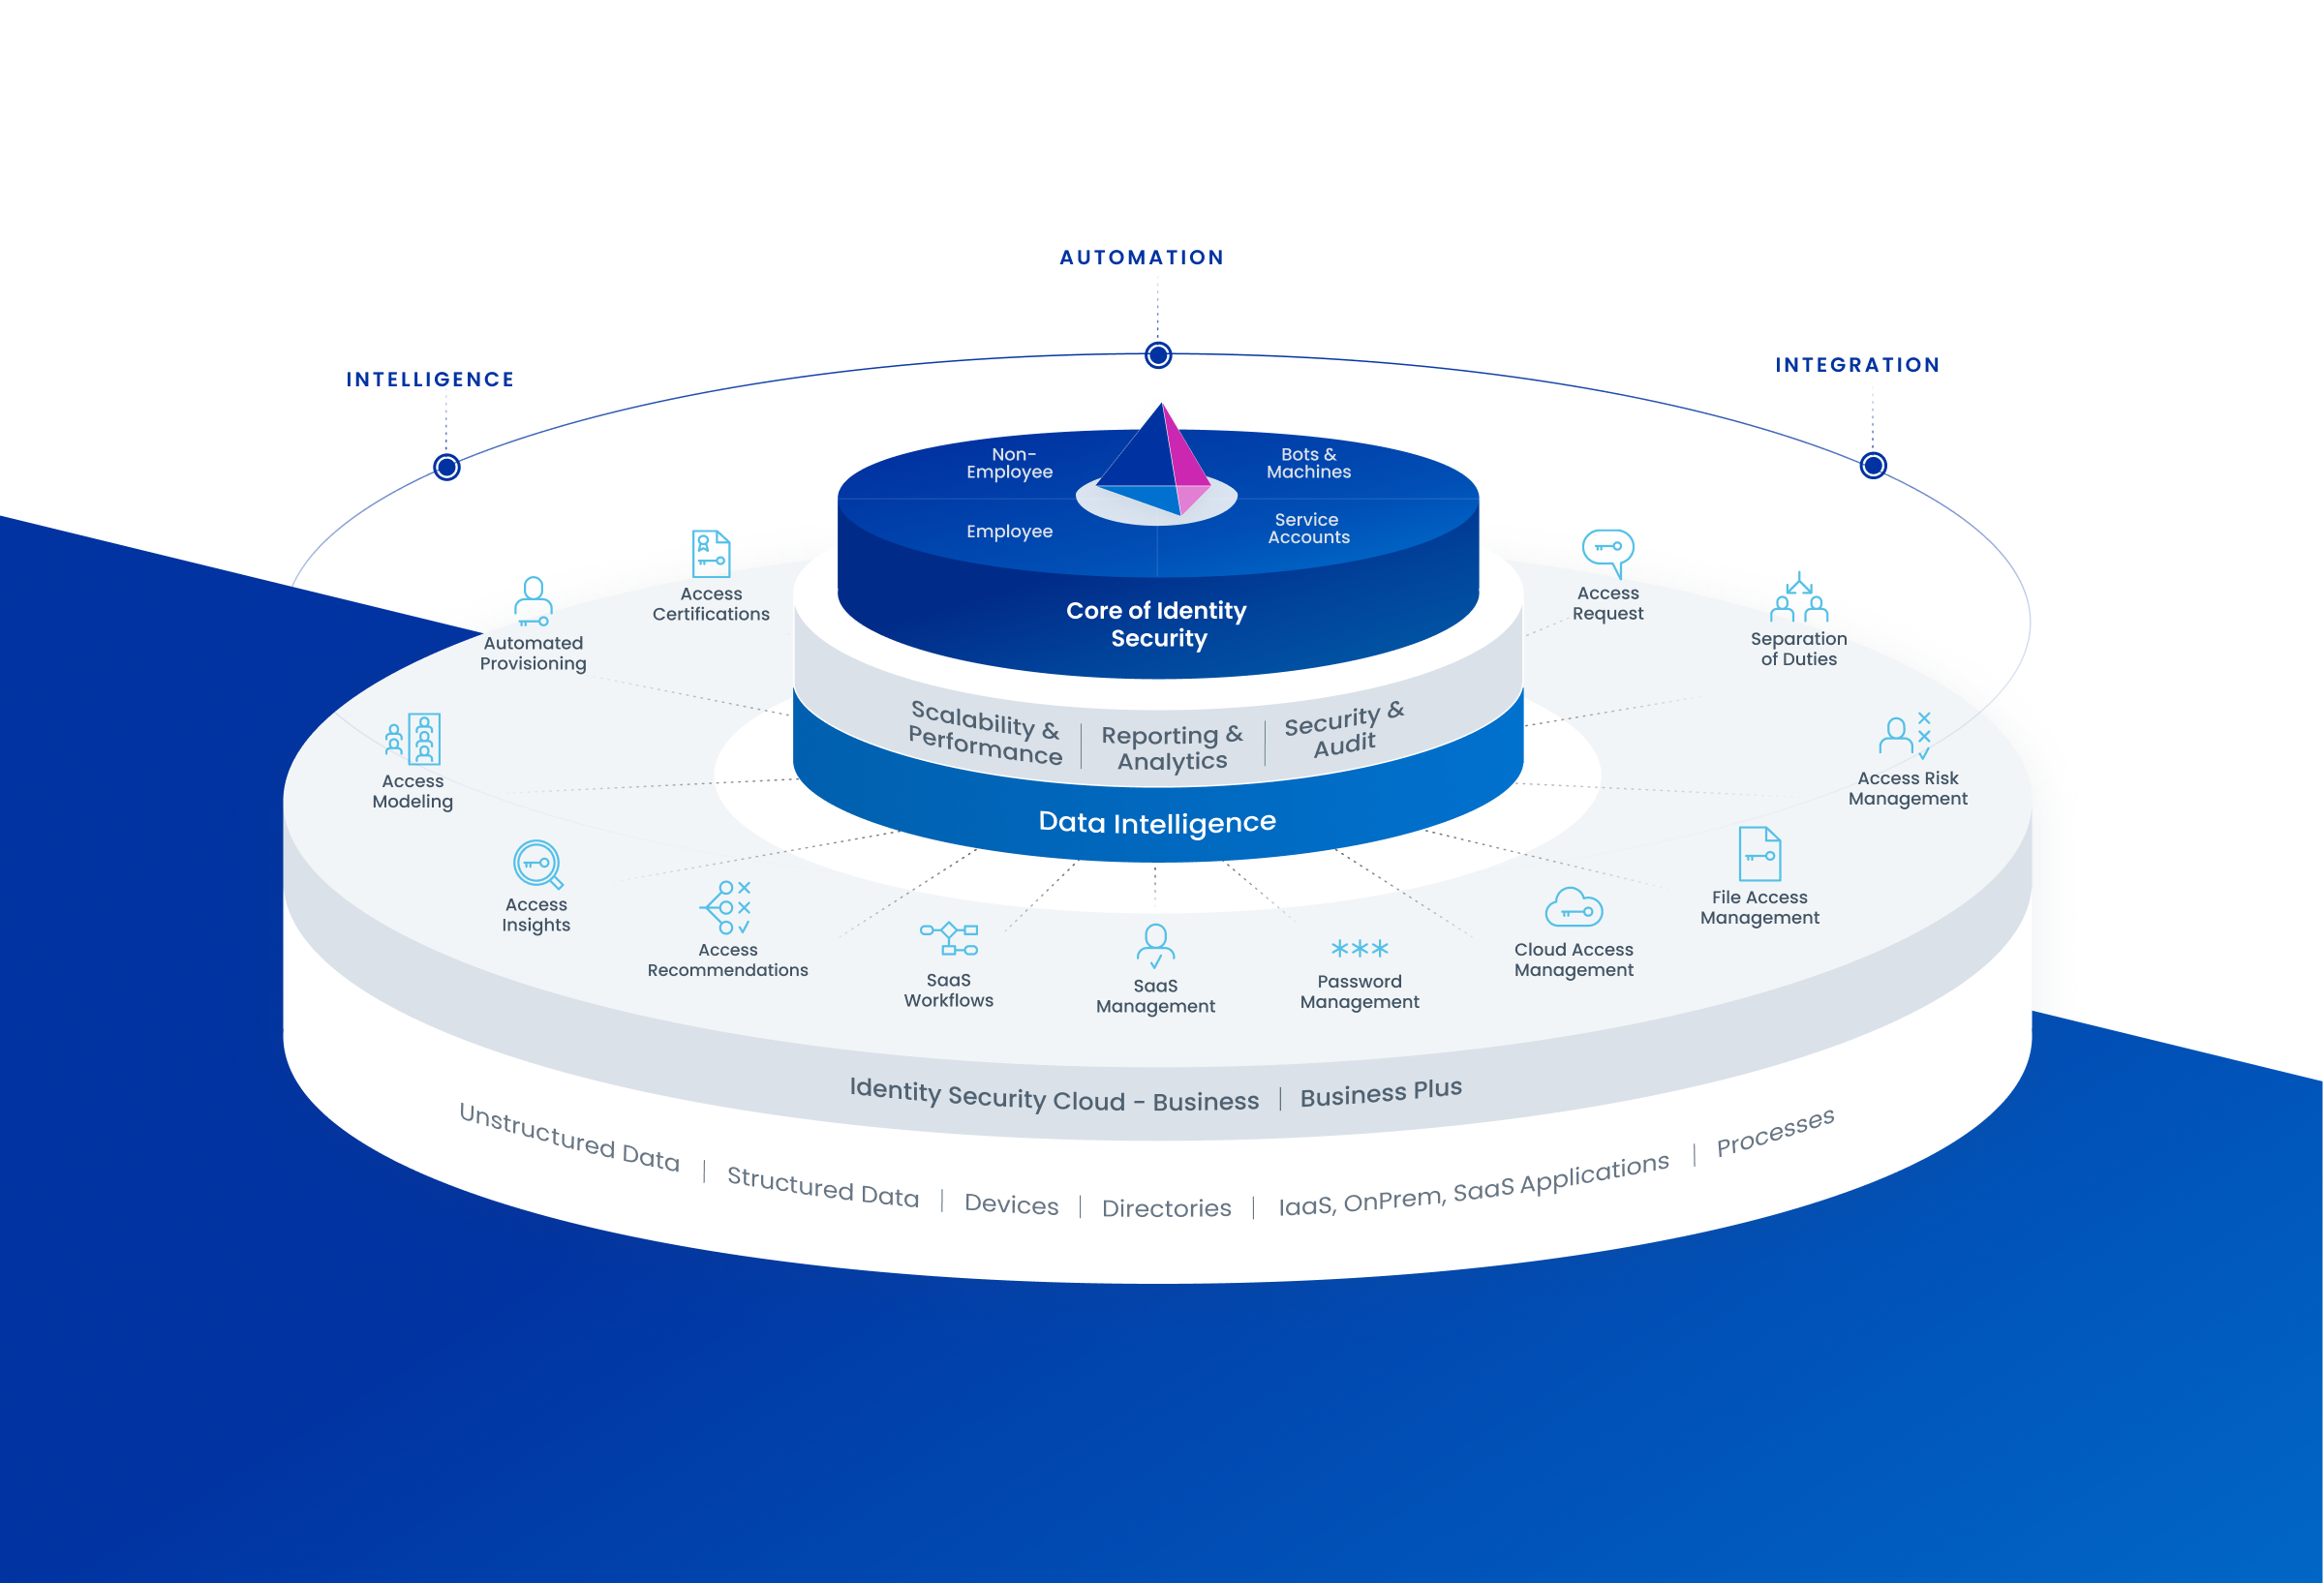 AUTOMATION
INTELLIGENCE
INTEGRATION
Non-
Employee
Bots &
Machines
Employee
Service
Accounts
Core of Identity
Security
Access
Certifications
Access
Request
Automated
Provisioning
Separation
of Duties
Scalability &
Performance
Reporting &
Analytics
Security &
Audit
Access
Modeling
Access Risk
Management
Data Intelligence
Access
Insights
File Access
Management
Access
Recommendations
Cloud Access
Management
SaaS
Workflows
SaaS
Management
Password
Management
Identity Security Cloud - Business | Business Plus
Unstructured Data | Structured Data | Devices | Directories | IaaS, OnPrem, SaaS Applications | Processes